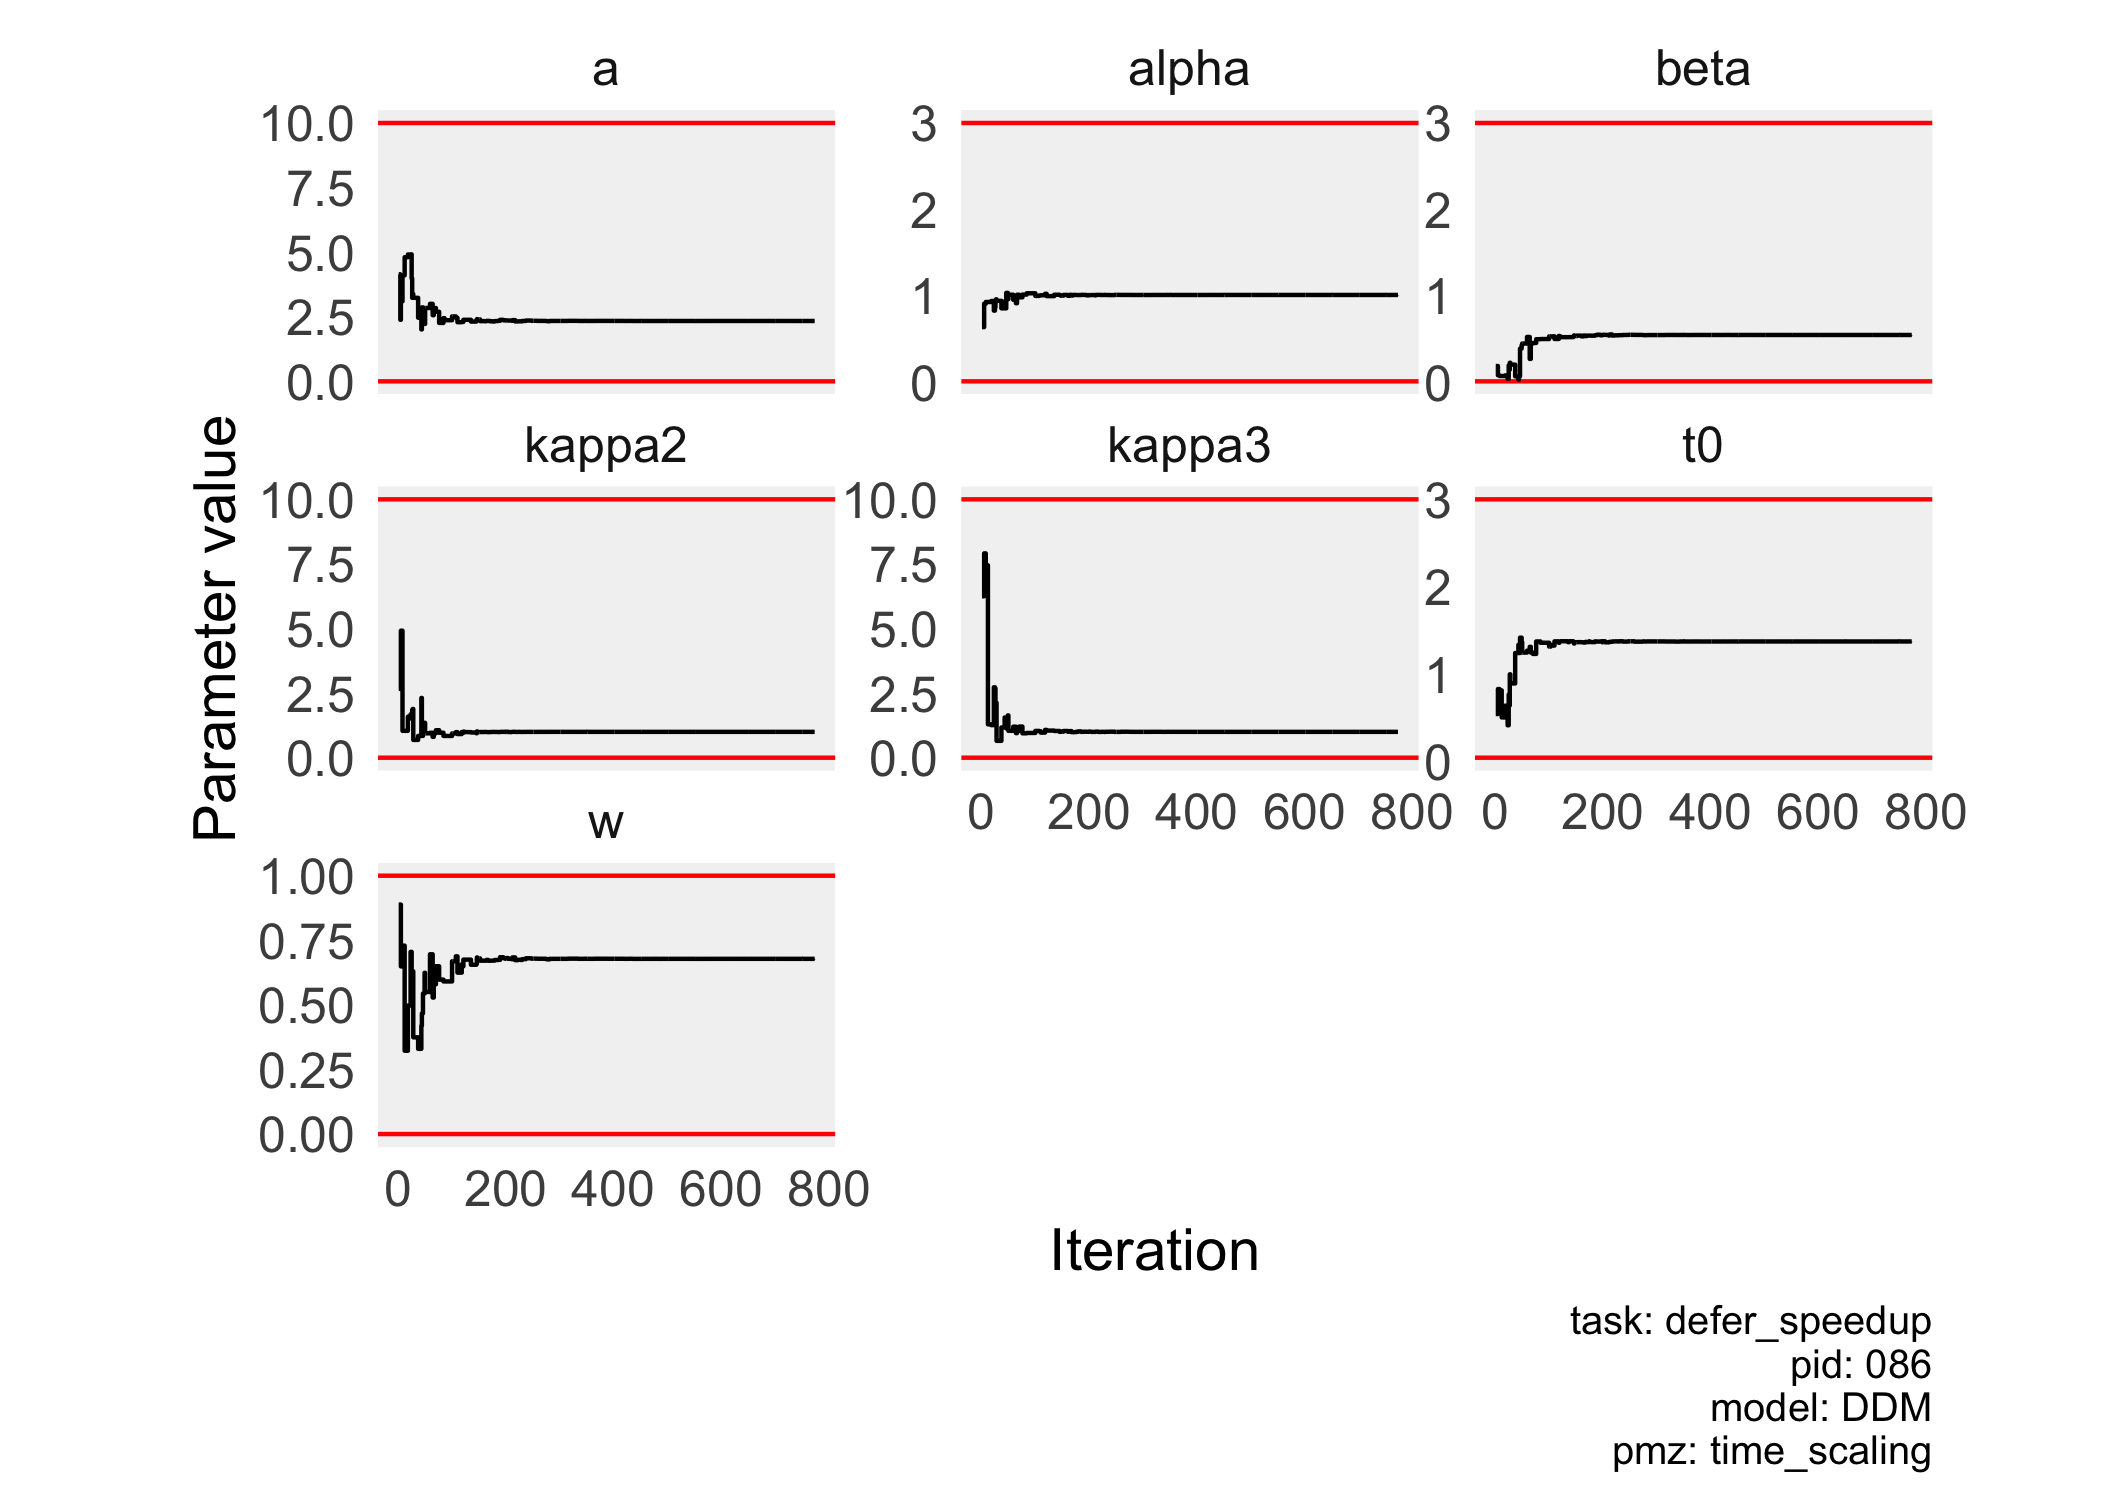 a alpha beta
10.0 3 3
7.5
2 2
5.0
1 1
2.5
0.0 0 0
kappa2 kappa3 t0
10.0 10.0 3
7.5 7.5
2
5.0 5.0
2.5 2.5 1
0.0 0.0 0
0 200 400 600 800 0 200 400 600 800
w
1.00
0.75
0.50
0.25
0.00
0 200 400 600 800
Parameter value
Iteration
task: defer_speedup
pid: 086
model: DDM
pmz: time_scaling